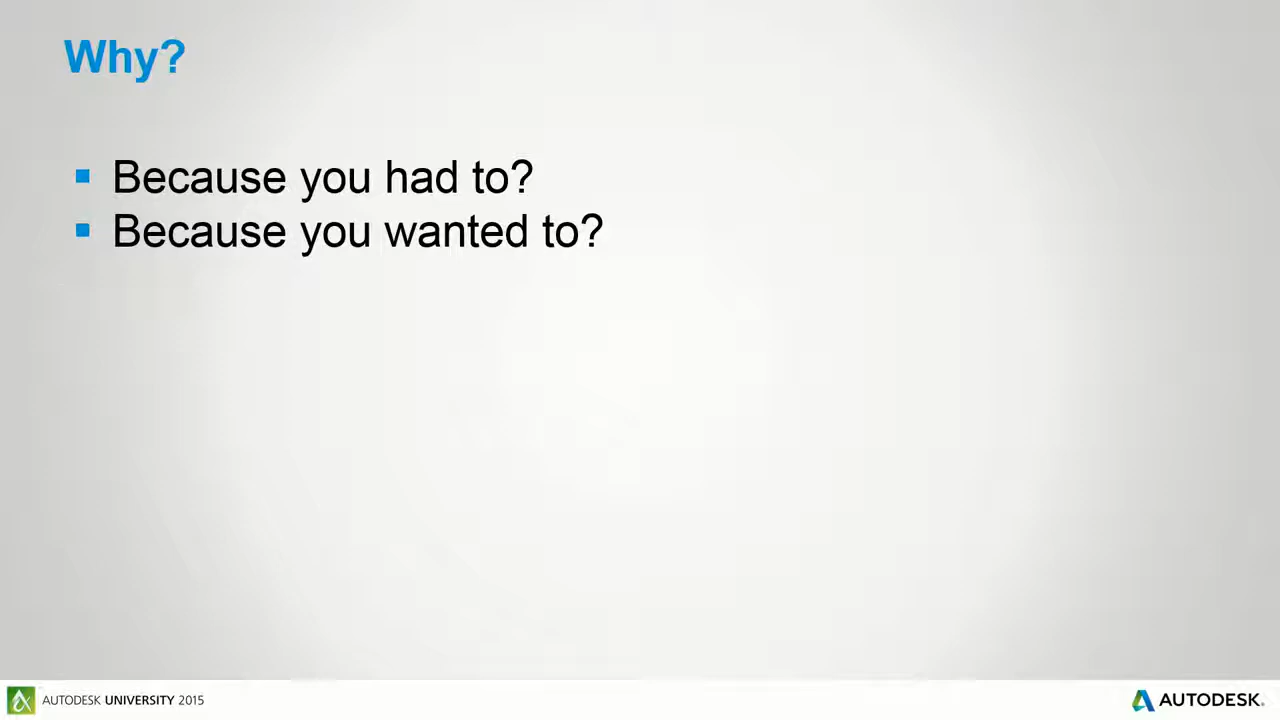 Why?
Because you had to?
Because you wanted to?
AUTODESK UNIVERSITY 2015
AUTODESK.